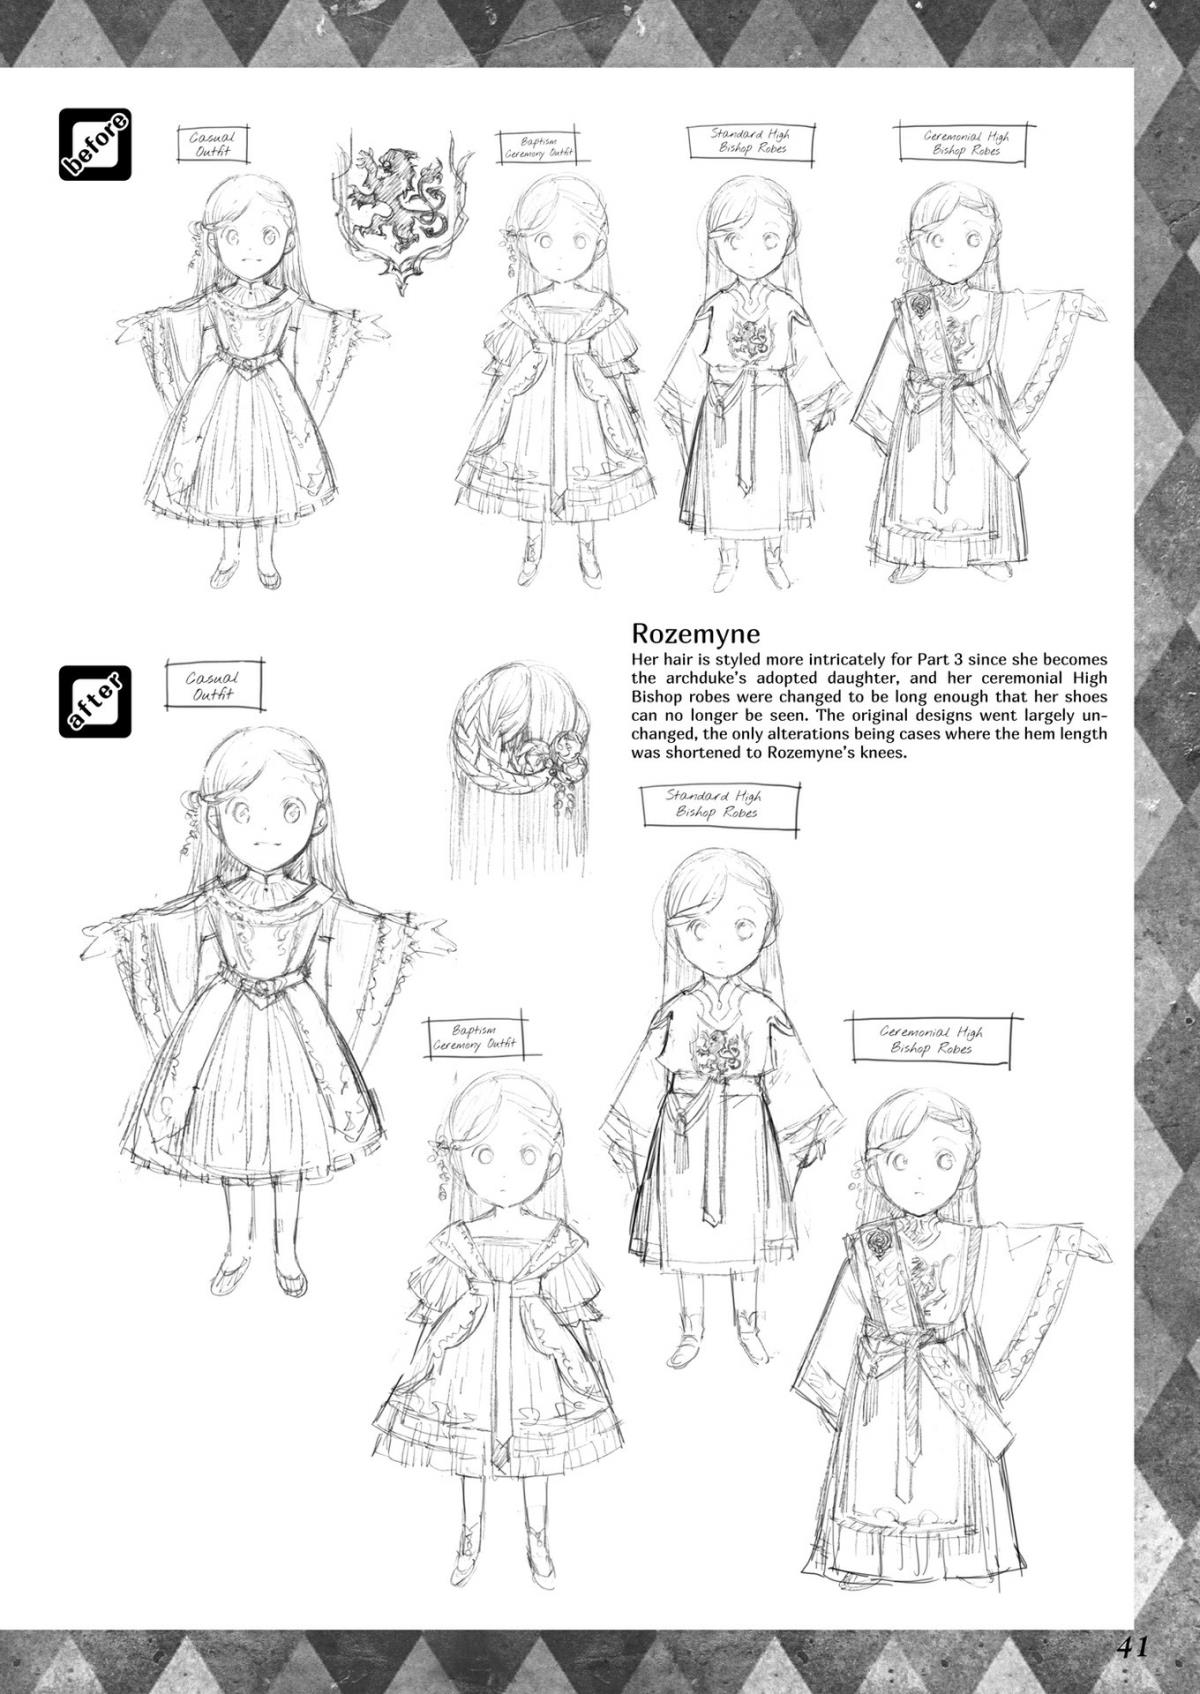 before
Casual
Outfit
Baptism
Ceremony Outfit
Standard High
Bishop Robes
Ceremonial High
Bishop Robes
Rozemyne
Her hair is styled more intricately for Part 3 since she becomes
the archduke's adopted daughter, and her ceremonial High
Bishop robes were changed to be long enough that her shoes
can no longer be seen. The original designs went largely un-
changed, the only alterations being cases where the hem length
was shortened to Rozemyne's knees.
after
Casual
Outfit
Standard High
Bishop Robes
Baptism
Ceremony Outfit
Ceremonial High
Bishop Robes
41